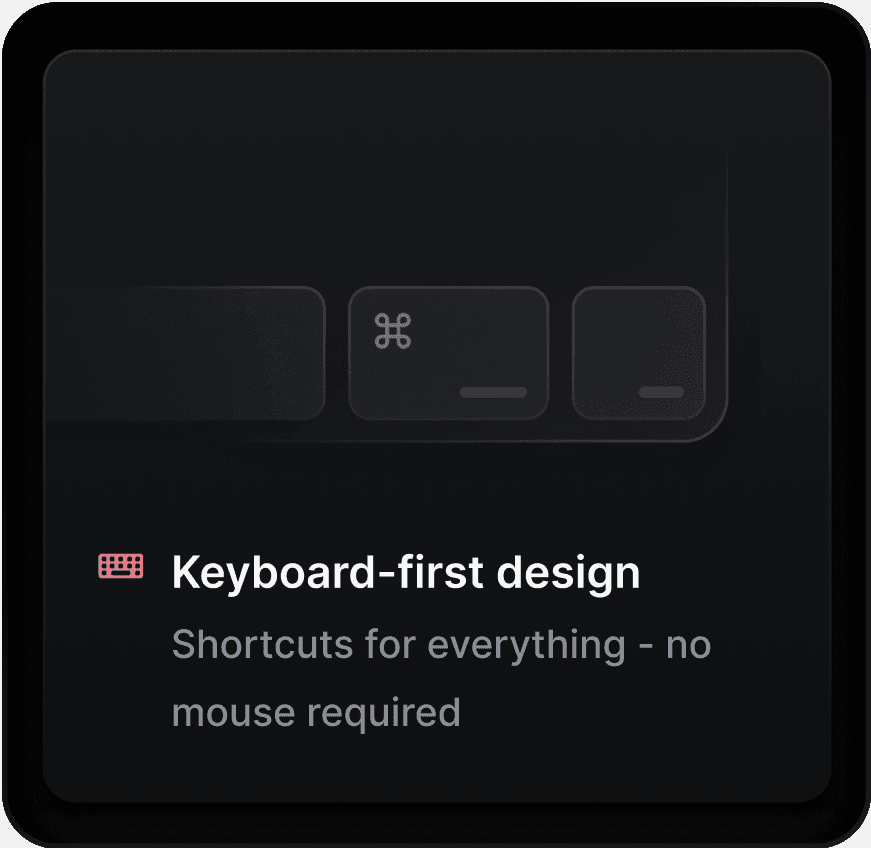 ⌘
Keyboard-first design
Shortcuts for everything - no
mouse required